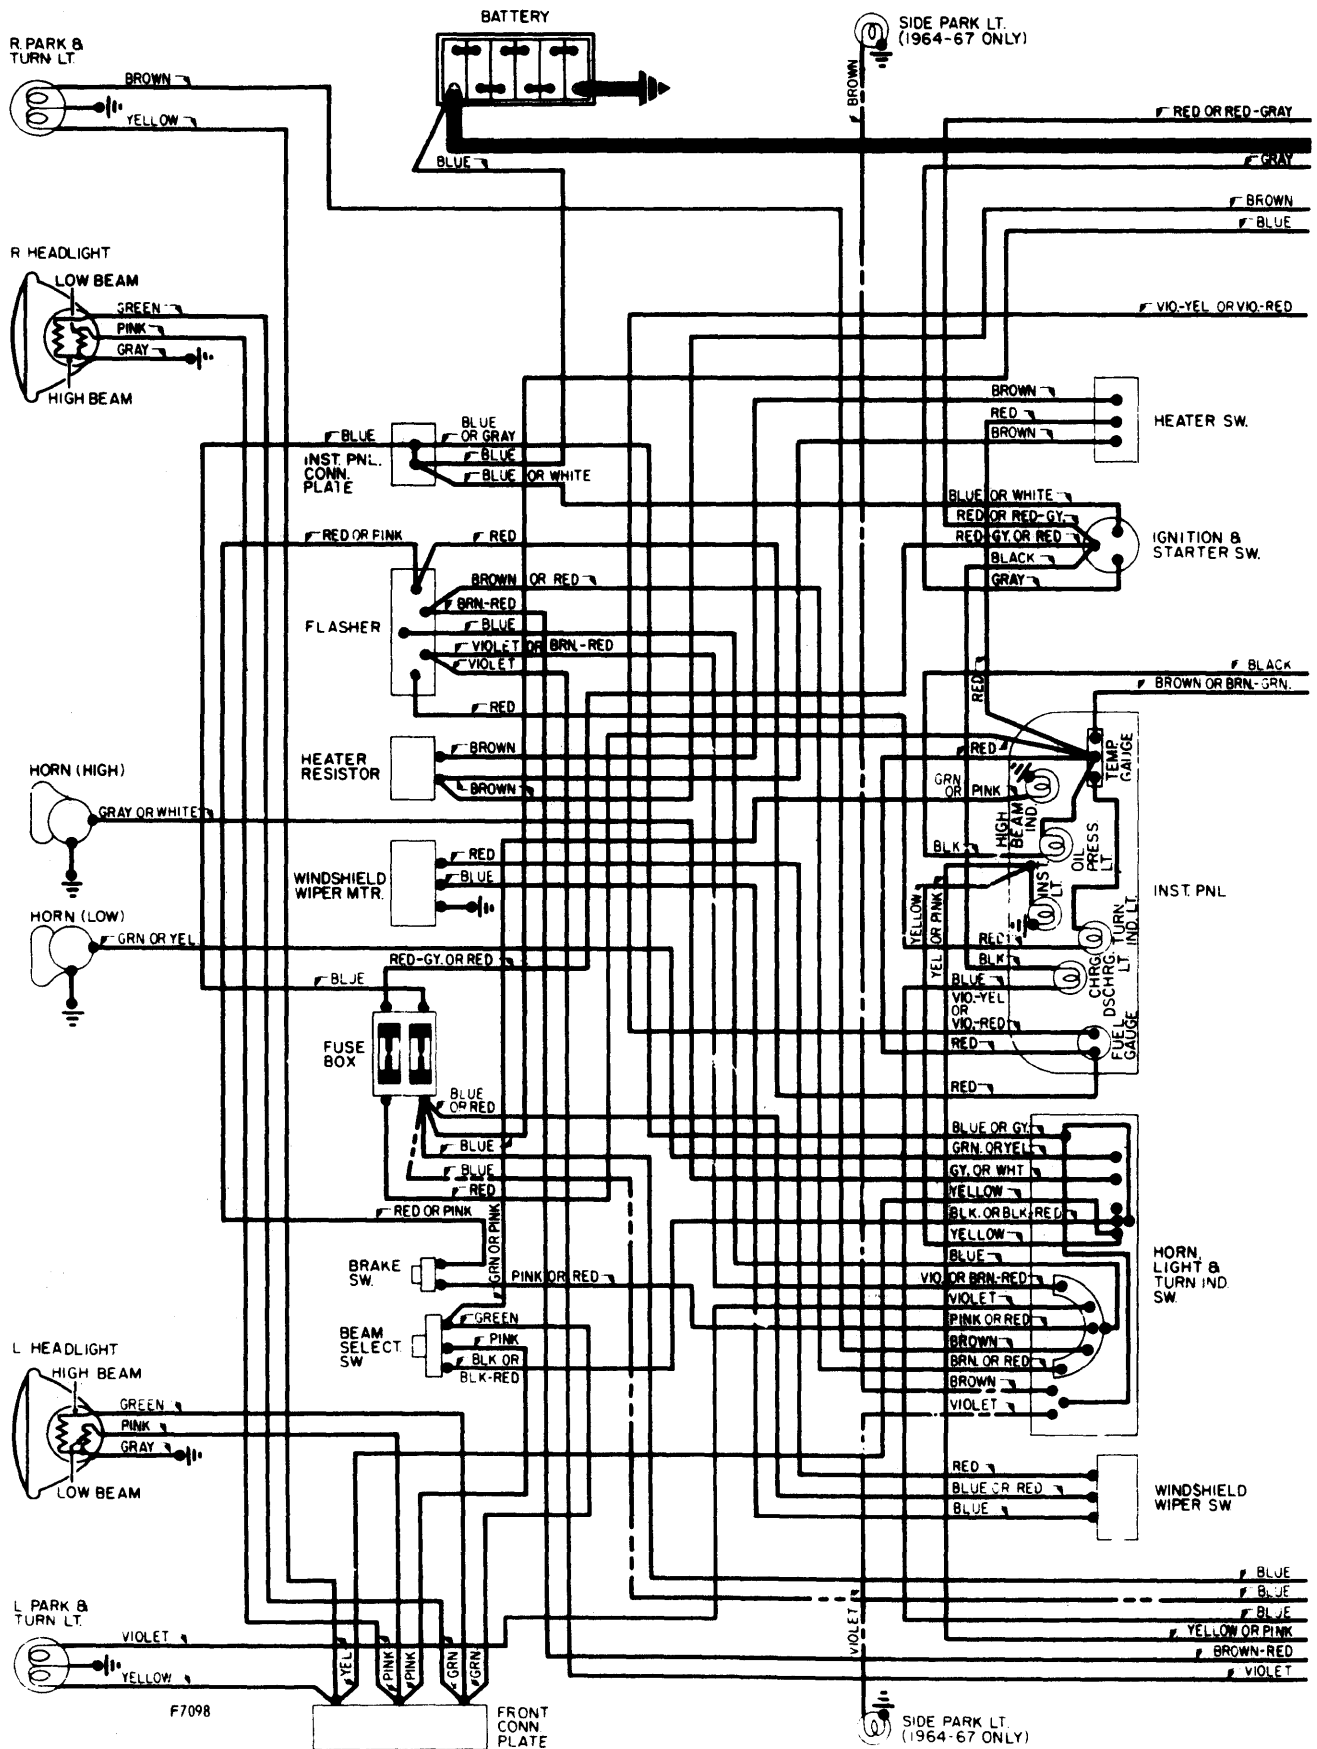 BATTERY
SIDE PARK LT.
(1964-67 ONLY)
R. PARK &
TURN LT.
BROWN
YELLOW
BROWN
BLUE
RED OR RED-GRAY
GRAY
BROWN
BLUE
R HEADLIGHT
LOW BEAM
GREEN
PINK
GRAY
HIGH BEAM
VIO.-YEL OR VIO.-RED
BROWN
RED
BROWN
HEATER SW.
BLUE
BLUE
OR GRAY
BLUE
BLUE OR WHITE
INST. PNL.
CONN.
PLATE
BLUE OR WHITE
RED OR RED-GY.
RED-GY. OR RED
BLACK
GRAY
IGNITION &
STARTER SW.
RED OR PINK
RED
BROWN OR RED
BRN-RED
BLUE
VIOLET OR BRN.-RED
VIOLET
RED
FLASHER
RED
BLACK
BROWN OR BRN.-GRN.
HEATER
RESISTOR
BROWN
BROWN
RED
TEMP.
GAUGE
GRN
OR PINK
HIGH
BEAM
IND.
HORN (HIGH)
GRAY OR WHITE
BLK
OIL
PRESS.
LT.
WINDSHIELD
WIPER MTR.
RED
BLUE
INS
LT.
INST. PNL
YELLOW
YEL OR PINK
HORN (LOW)
GRN OR YEL
RED
TURN
IND. LT.
RED-GY. OR RED
BLUE
BLK
BLUE
CHRG
DSCHRG.
LT.
VIO.-YEL
OR
VIO.-RED
RED
FUEL
GAUGE
FUSE
BOX
RED
BLUE
OR RED
BLUE
BLUE
RED
BLUE OR GY.
GRN. OR YEL
GY. OR WHT
YELLOW
BLK. OR BLK-RED
YELLOW
BLUE
VIO. OR BRN-RED
VIOLET
PINK OR RED
BROWN
BRN. OR RED
BROWN
VIOLET
HORN,
LIGHT &
TURN IND.
SW.
RED OR PINK
GRN OR PINK
BRAKE
SW.
PINK OR RED
BEAM
SELECT
SW
GREEN
PINK
BLK OR
BLK-RED
L HEADLIGHT
HIGH BEAM
GREEN
PINK
GRAY
LOW BEAM
RED
BLUE OR RED
BLUE
WINDSHIELD
WIPER SW
BLUE
BLUE
BLUE
YELLOW OR PINK
BROWN-RED
VIOLET
L PARK &
TURN LT.
VIOLET
YELLOW
YEL
PINK
PINK
GRN
GRN
VIOLET
F7098
FRONT
CONN.
PLATE
SIDE PARK LT.
(1964-67 ONLY)